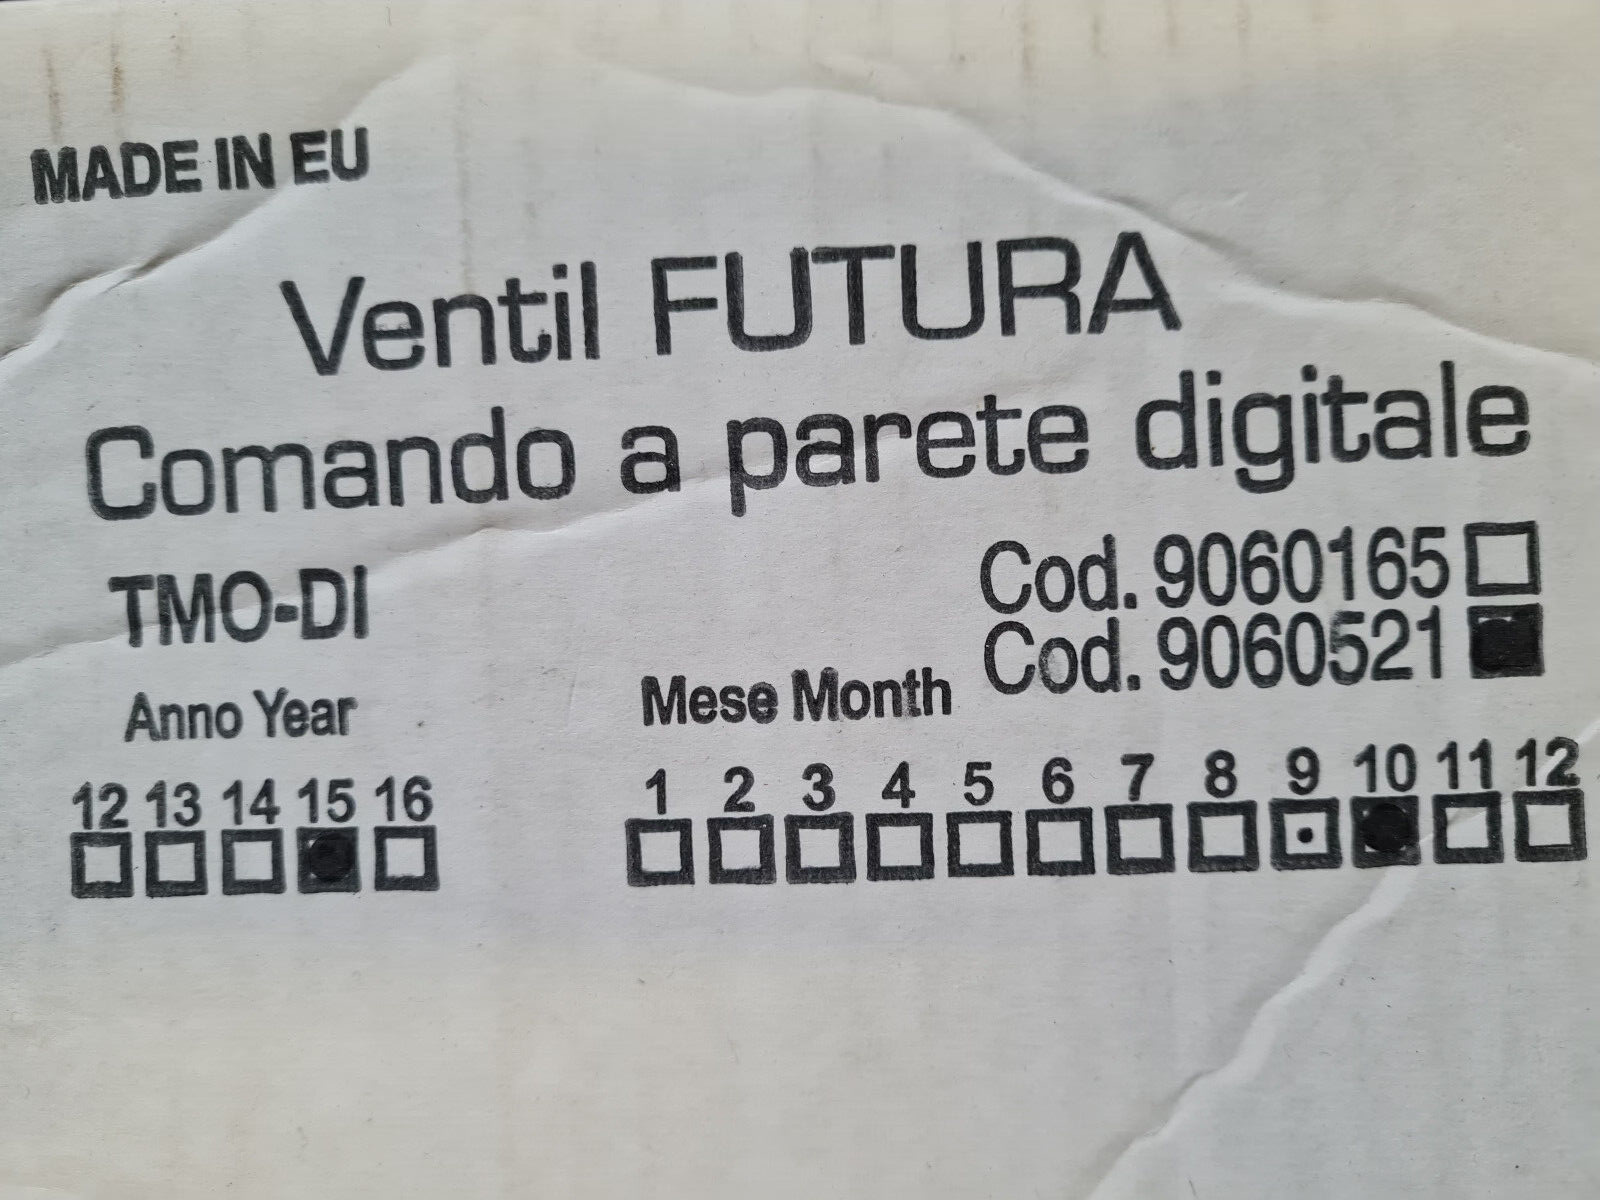 MADE IN EU
Ventil FUTURA
Comando a parete digitale
TMO-DI
Cod. 9060165
Cod. 9060521
Anno Year
Mese Month
12 13 14 15 16
1 2 3 4 5 6 7 8 9 10 11 12